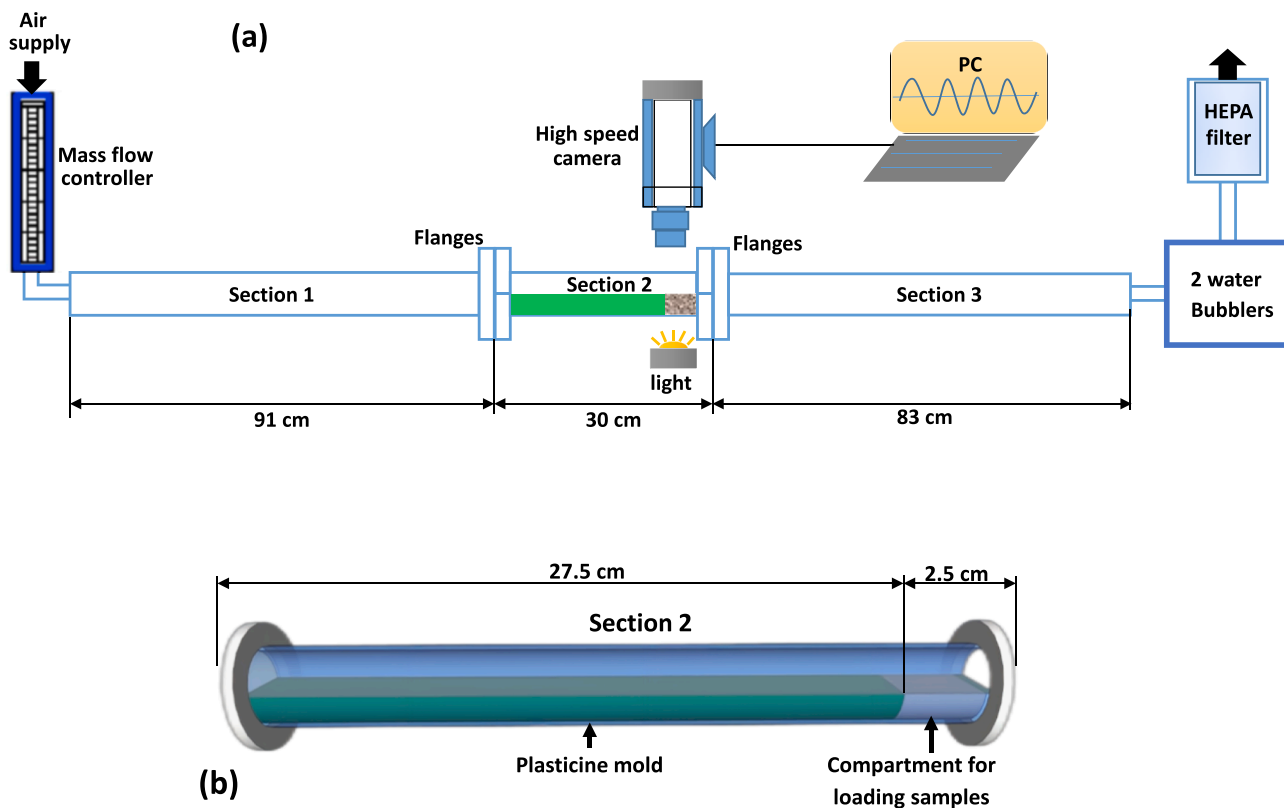 Air
supply
(a)
PC
HEPA
filter
High speed
camera
Mass flow
controller
Flanges
Flanges
Section 1
Section 2
Section 3
2 water
Bubblers
light
91 cm
30 cm
83 cm
27.5 cm
2.5 cm
Section 2
Plasticine mold
Compartment for
loading samples
(b)